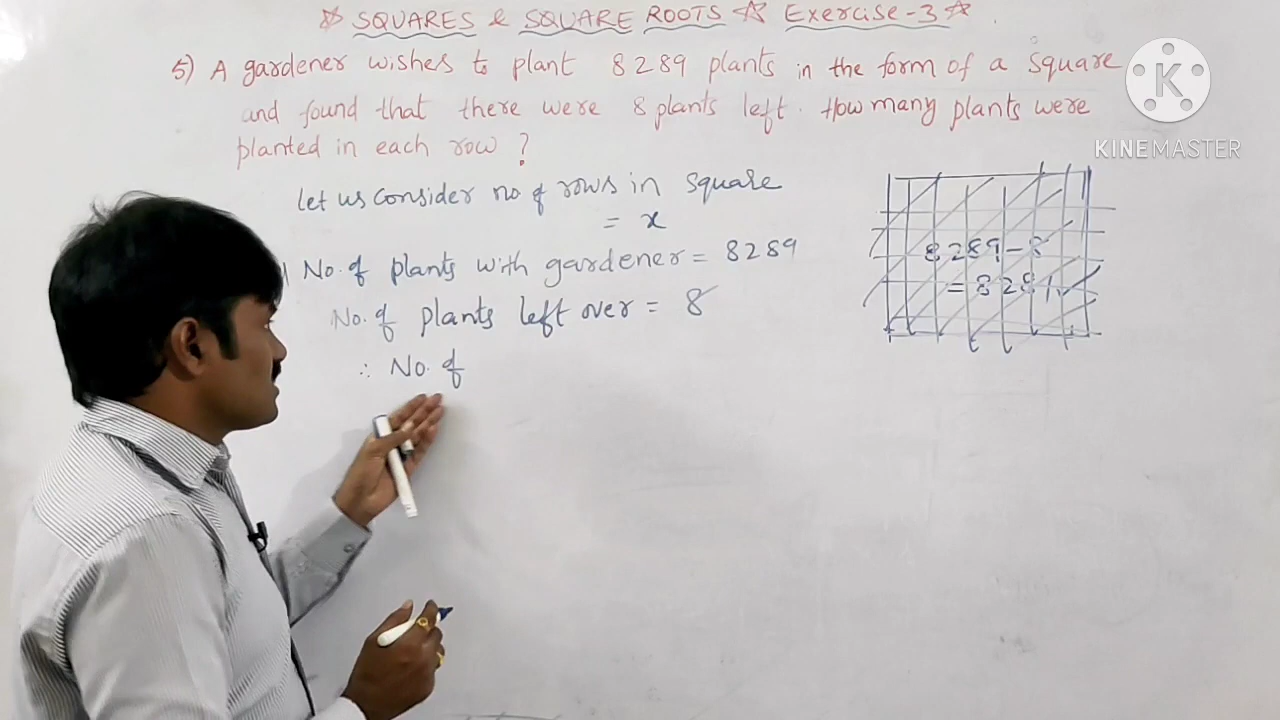 ☆ SQUARES & SQUARE ROOTS ☆ Exercise-3 ☆
5) A gardener wishes to plant 8289 plants in the form of a square
and found that there were 8 plants left. How many plants were
planted in each row ?
let us consider no of rows in square
= x
No. of plants with gardener = 8289
No. of plants left over = 8
∴ No. of
8289-8
= 8281
K
KINEMASTER